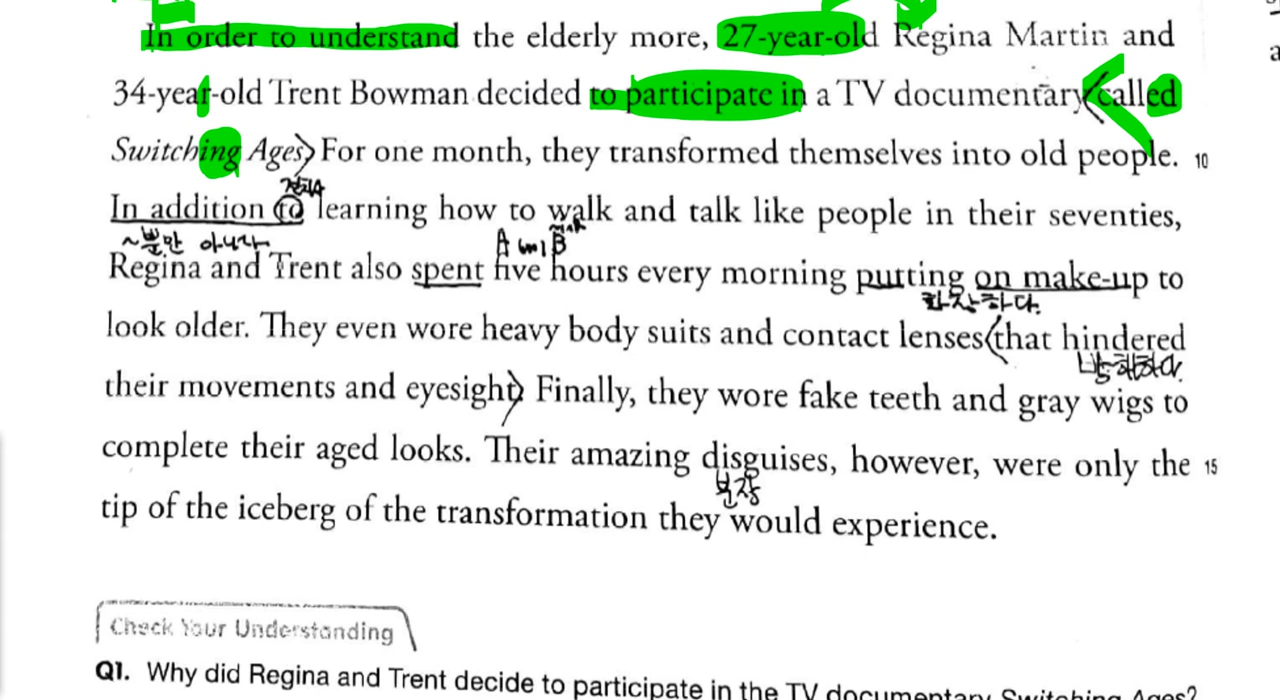 In order to understand the elderly more, 27-year-old Regina Martin and
34-year-old Trent Bowman decided to participate in a TV documentary called
Switching Ages. For one month, they transformed themselves into old people. 10
전치사
In addition to learning how to walk and talk like people in their seventies,
~뿐만 아니라
Regina and Trent also spent five hours every morning putting on make-up to
화장하다.
look older. They even wore heavy body suits and contact lenses that hindered
방해하다.
their movements and eyesight. Finally, they wore fake teeth and gray wigs to
complete their aged looks. Their amazing disguises, however, were only the 15
변장
tip of the iceberg of the transformation they would experience.
Check Your Understanding
Q1. Why did Regina and Trent decide to participate in the TV documentary Switching Ages?